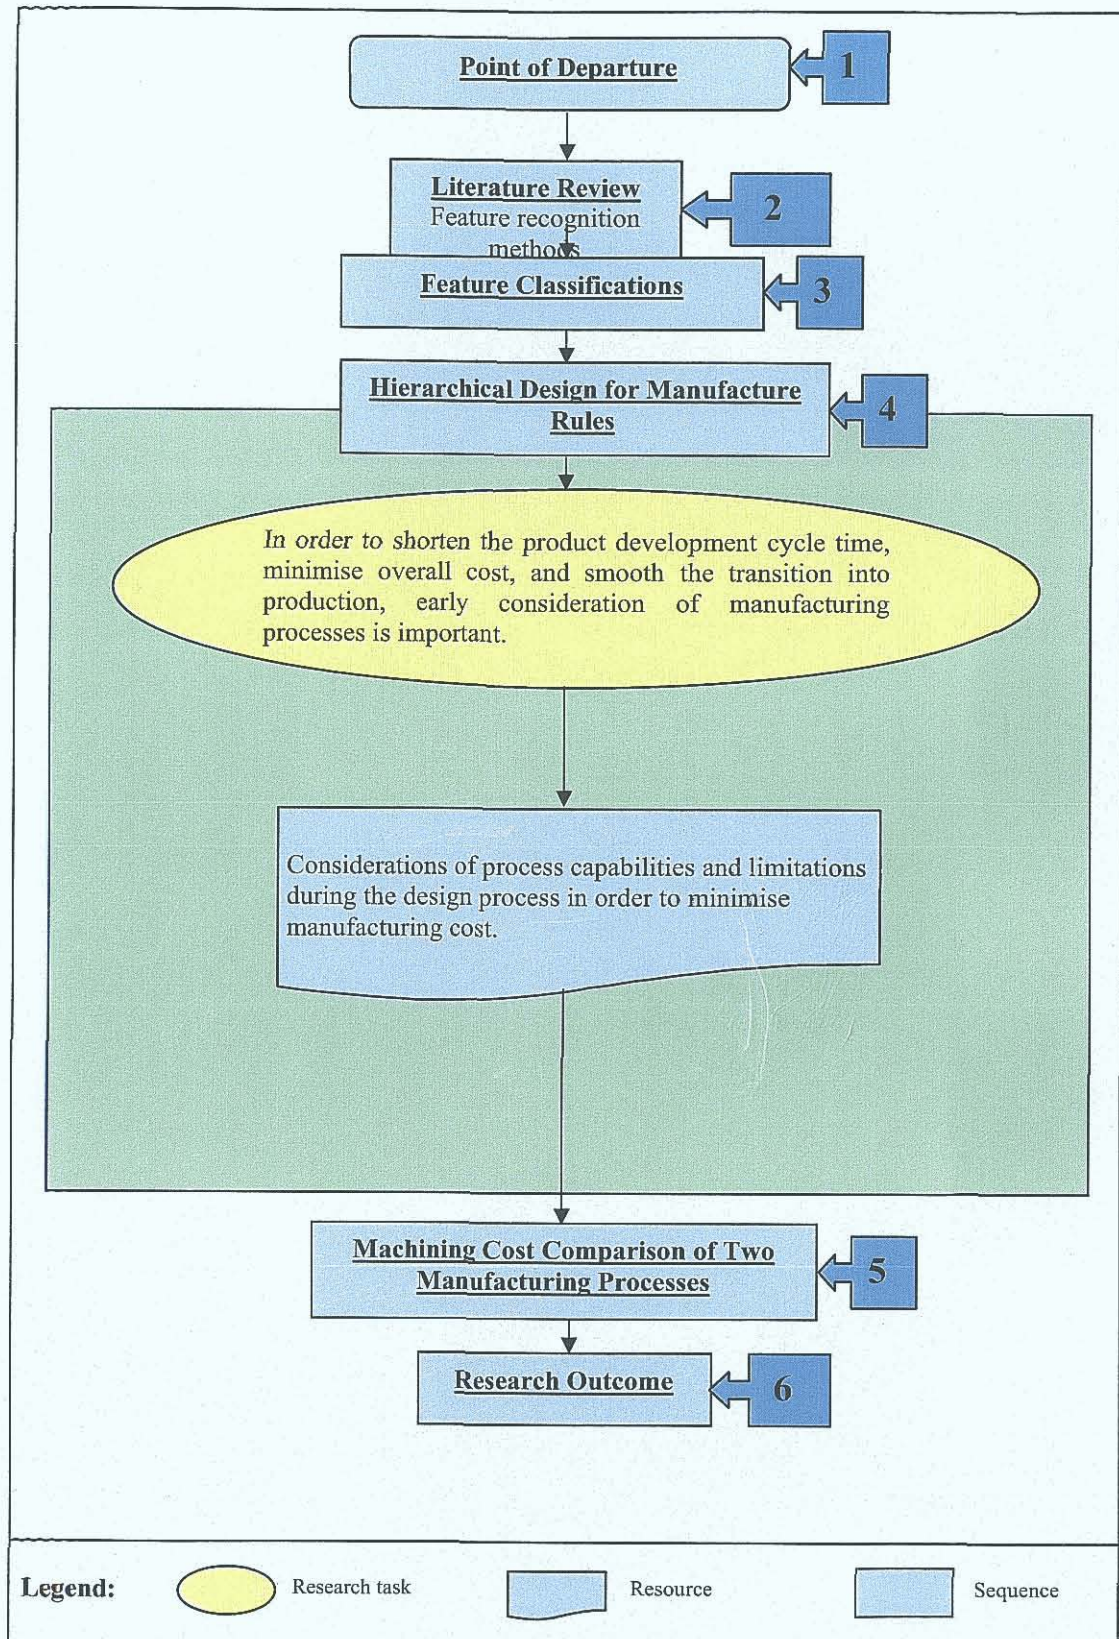 Point of Departure
1
Literature Review
Feature recognition
methods
2
Feature Classifications
3
Hierarchical Design for Manufacture
Rules
4
In order to shorten the product development cycle time,
minimise overall cost, and smooth the transition into
production, early consideration of manufacturing
processes is important.
Considerations of process capabilities and limitations
during the design process in order to minimise
manufacturing cost.
Machining Cost Comparison of Two
Manufacturing Processes
5
Research Outcome
6
Legend:
Research task
Resource
Sequence